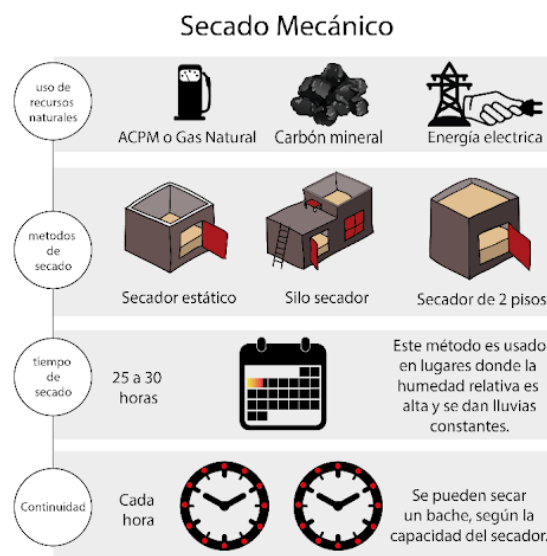 Secado Mecánico
uso de
recursos
naturales
ACPM o Gas Natural
Carbón mineral
Energía electrica
metodos
de
secado
Secador estático
Silo secador
Secador de 2 pisos
tiempo
de
secado
25 a 30
horas
Este método es usado
en lugares donde la
humedad relativa es
alta y se dan lluvias
constantes.
Continuidad
Cada
hora
Se pueden secar
un bache, según la
capacidad del secador.